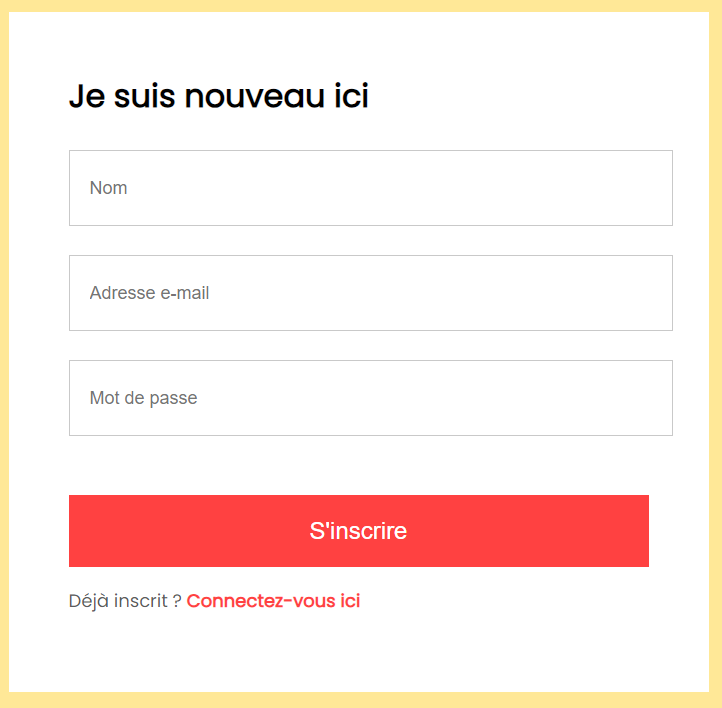 Je suis nouveau ici
Nom
Adresse e-mail
Mot de passe
S'inscrire
Déjà inscrit ? Connectez-vous ici